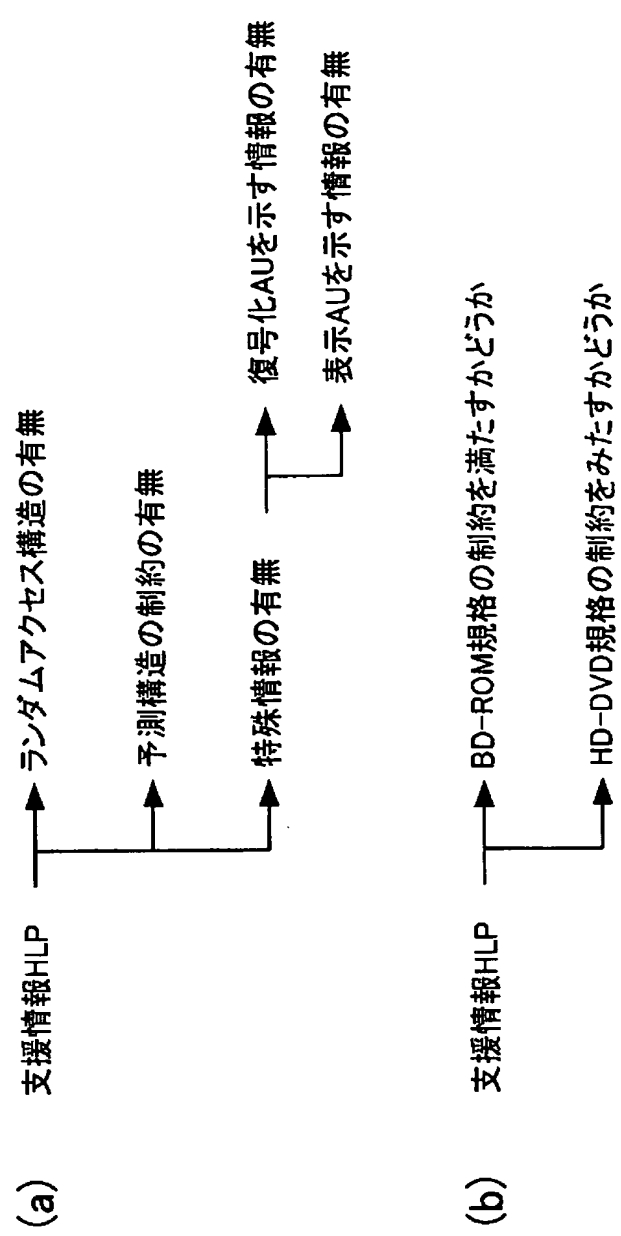 (a)
支援情報HLP
ランダムアクセス構造の有無
予測構造の制約の有無
特殊情報の有無
復号化AUを示す情報の有無
表示AUを示す情報の有無
(b)
支援情報HLP
BD-ROM規格の制約を満たすかどうか
HD-DVD規格の制約をみたすかどうか